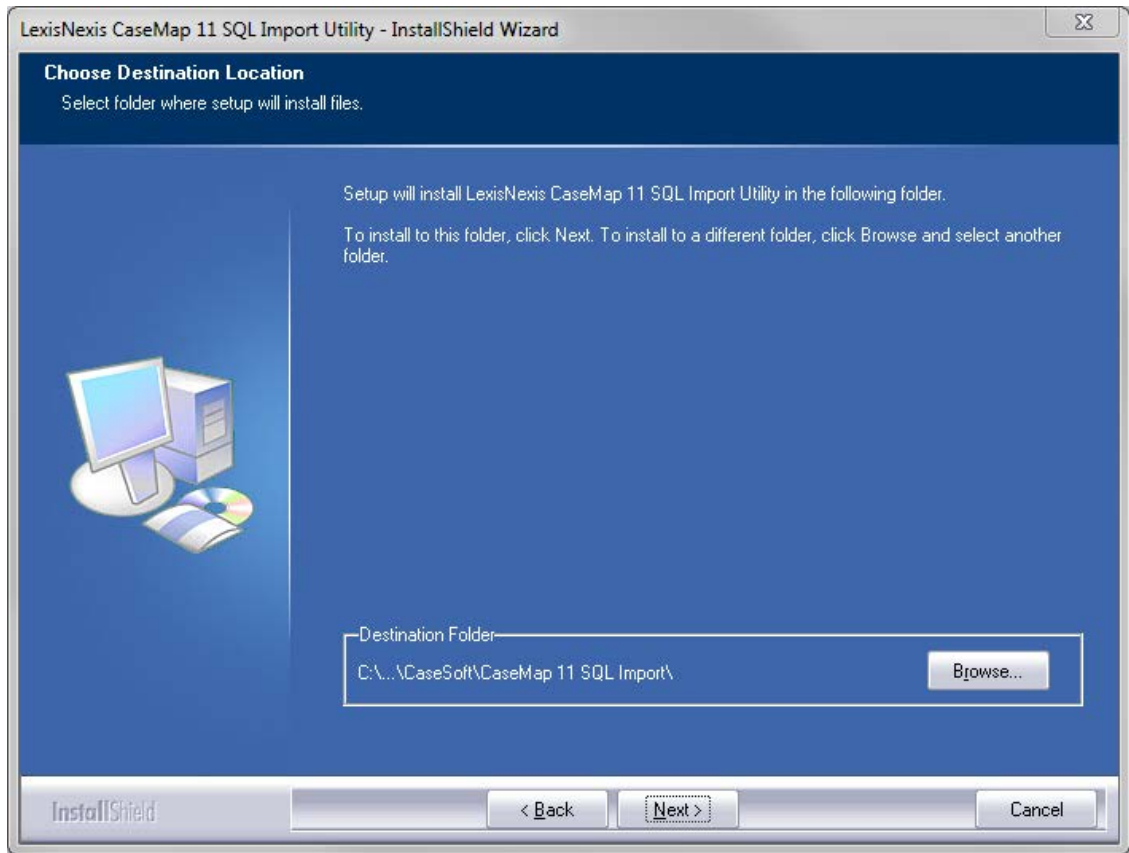 LexisNexis CaseMap 11 SQL Import Utility - InstallShield Wizard
Choose Destination Location
Select folder where setup will install files.
Setup will install LexisNexis CaseMap 11 SQL Import Utility in the following folder.
To install to this folder, click Next. To install to a different folder, click Browse and select another
folder.
Destination Folder
C:\...\CaseSoft\CaseMap 11 SQL Import\
Browse...
InstallShield
< Back
Next >
Cancel